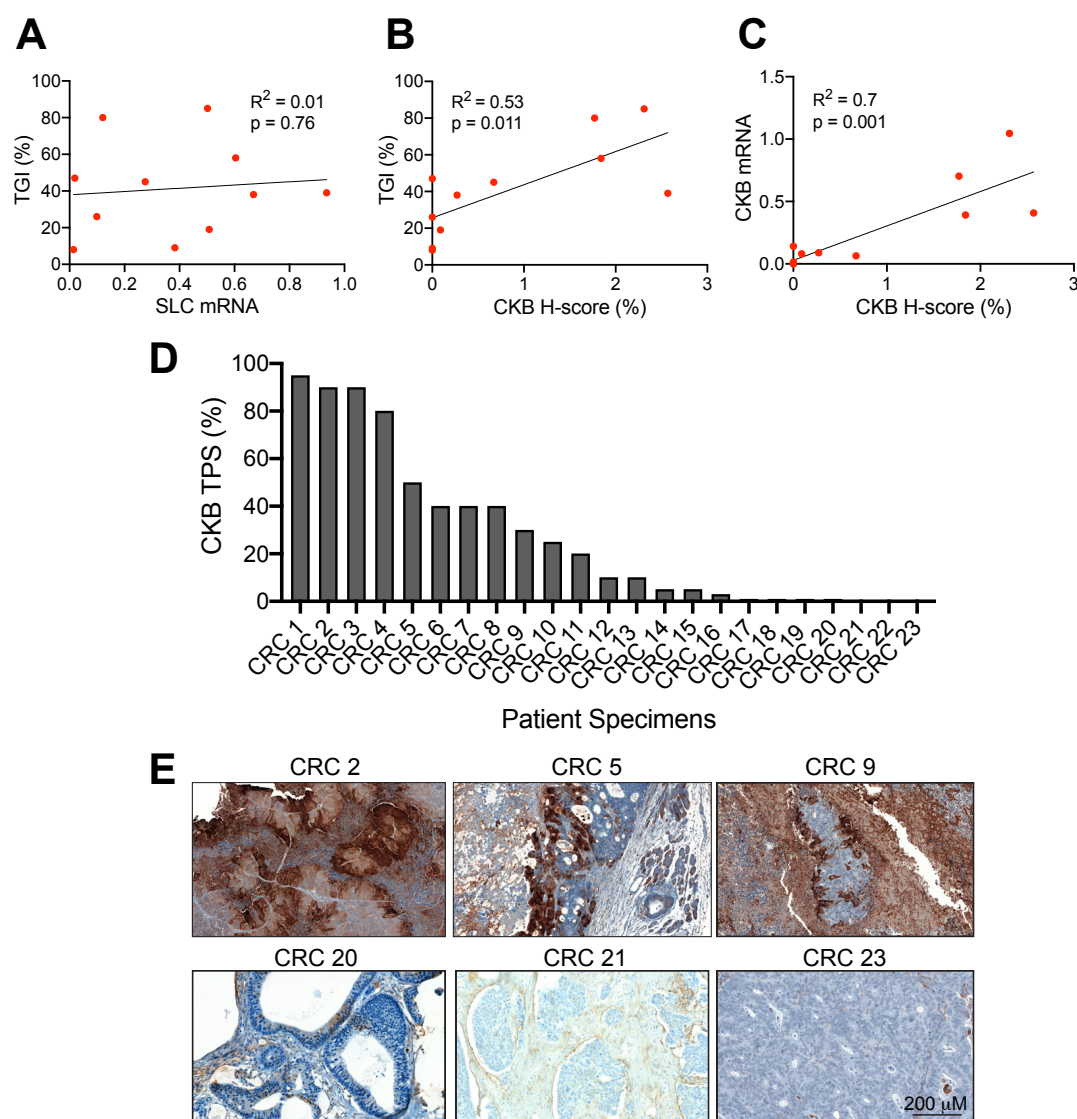 A
B
C
R² = 0.01
p = 0.76
TGI (%)
100
80
60
40
20
0
0.0 0.2 0.4 0.6 0.8 1.0
SLC mRNA
R² = 0.53
p = 0.011
TGI (%)
100
80
60
40
20
0
0 1 2 3
CKB H-score (%)
R² = 0.7
p = 0.001
CKB mRNA
1.5
1.0
0.5
0.0
0 1 2 3
CKB H-score (%)
D
CKB TPS (%)
100
80
60
40
20
0
CRC 1
CRC 2
CRC 3
CRC 4
CRC 5
CRC 6
CRC 7
CRC 8
CRC 9
CRC 10
CRC 11
CRC 12
CRC 13
CRC 14
CRC 15
CRC 16
CRC 17
CRC 18
CRC 19
CRC 20
CRC 21
CRC 22
CRC 23
Patient Specimens
E
CRC 2 CRC 5 CRC 9
CRC 20 CRC 21 CRC 23
200 µM